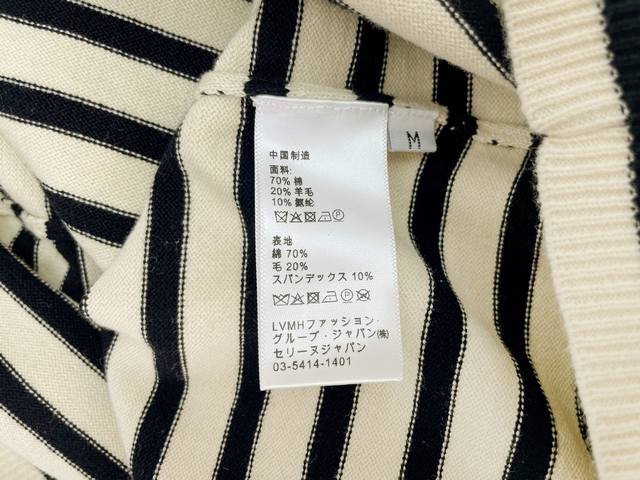 M
中国制造
面料:
70% 棉
20% 羊毛
10% 氨纶
P
表地
綿 70%
毛 20%
スパンデックス 10%
P
LVMHファッション・
グループ・ジャパン(株)
セリーヌジャパン
03-5414-1401